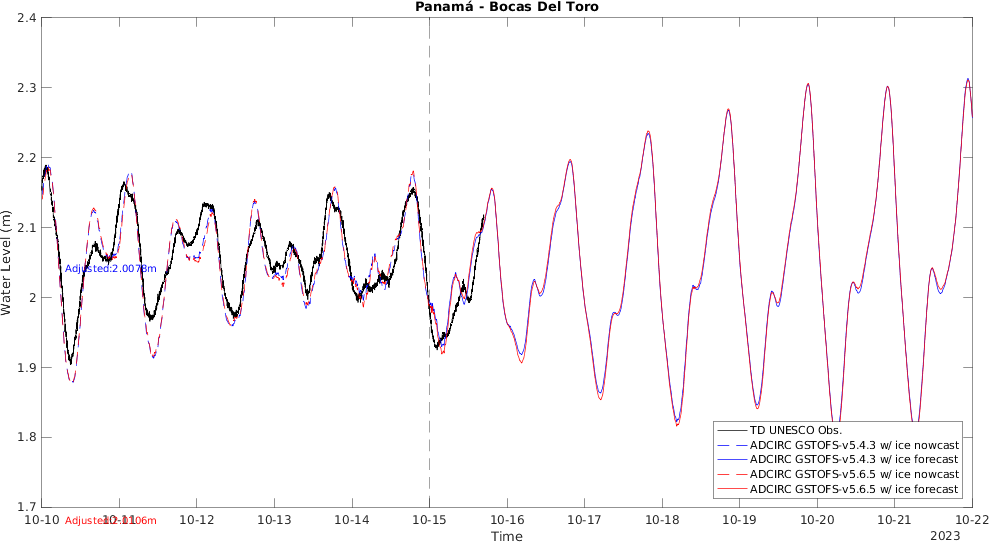 Panamá - Bocas Del Toro
2.4
2.3
2.2
2.1
2
1.9
1.8
1.7
Water Level (m)
Adjusted:2.0078m
TD UNESCO Obs.
ADCIRC GSTOFS-v5.4.3 w/ ice nowcast
ADCIRC GSTOFS-v5.4.3 w/ ice forecast
ADCIRC GSTOFS-v5.6.5 w/ ice nowcast
ADCIRC GSTOFS-v5.6.5 w/ ice forecast
10-10 10-11 10-12 10-13 10-14 10-15 10-16 10-17 10-18 10-19 10-20 10-21 10-22
Time
2023